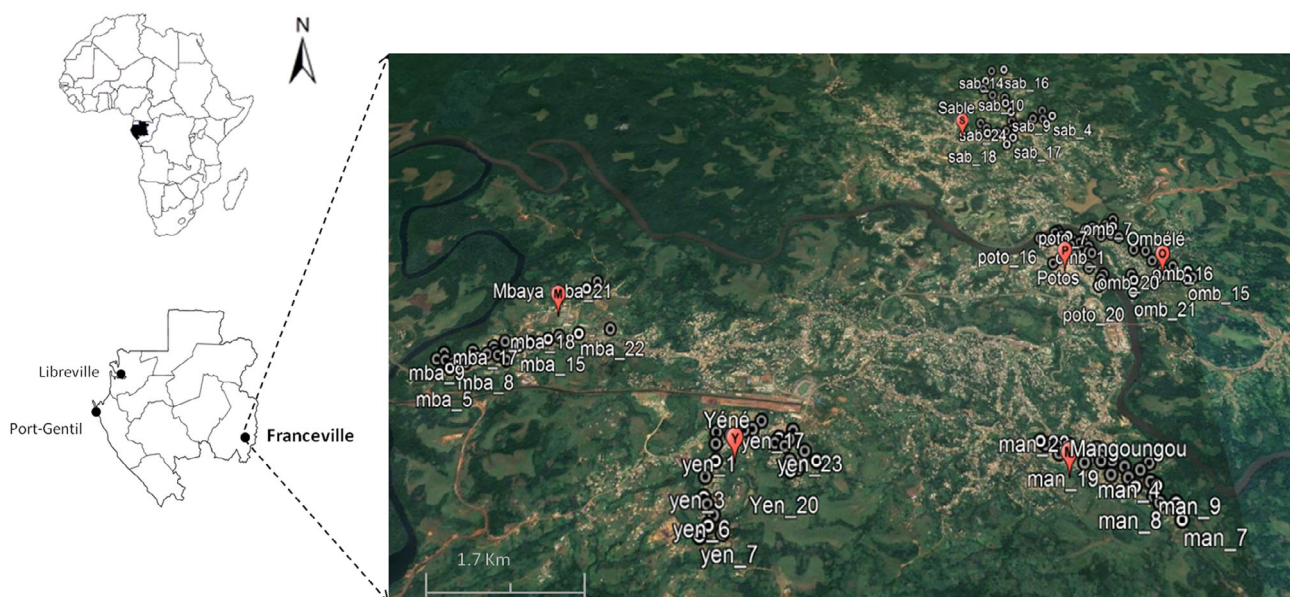 N
Libreville
Port-Gentil
Franceville
sab_14
sab_16
Sable
sab_10
S
sab_9
sab_4
sab_24
sab_18
sab_17
omb_7
poto_7
Ombélé
P
O
poto_16
omb_1
Potos
omb_16
omb_20
omb_15
omb_21
poto_20
Mbaya
mba_21
M
mba_18
mba_22
mba_17
mba_15
mba_9
mba_8
mba_5
Yéné
yen_17
Y
yen_1
yen_23
yen_3
Yen_20
yen_6
yen_7
Mangoungou
man_19
man_4
man_9
man_8
man_7
1.7 Km